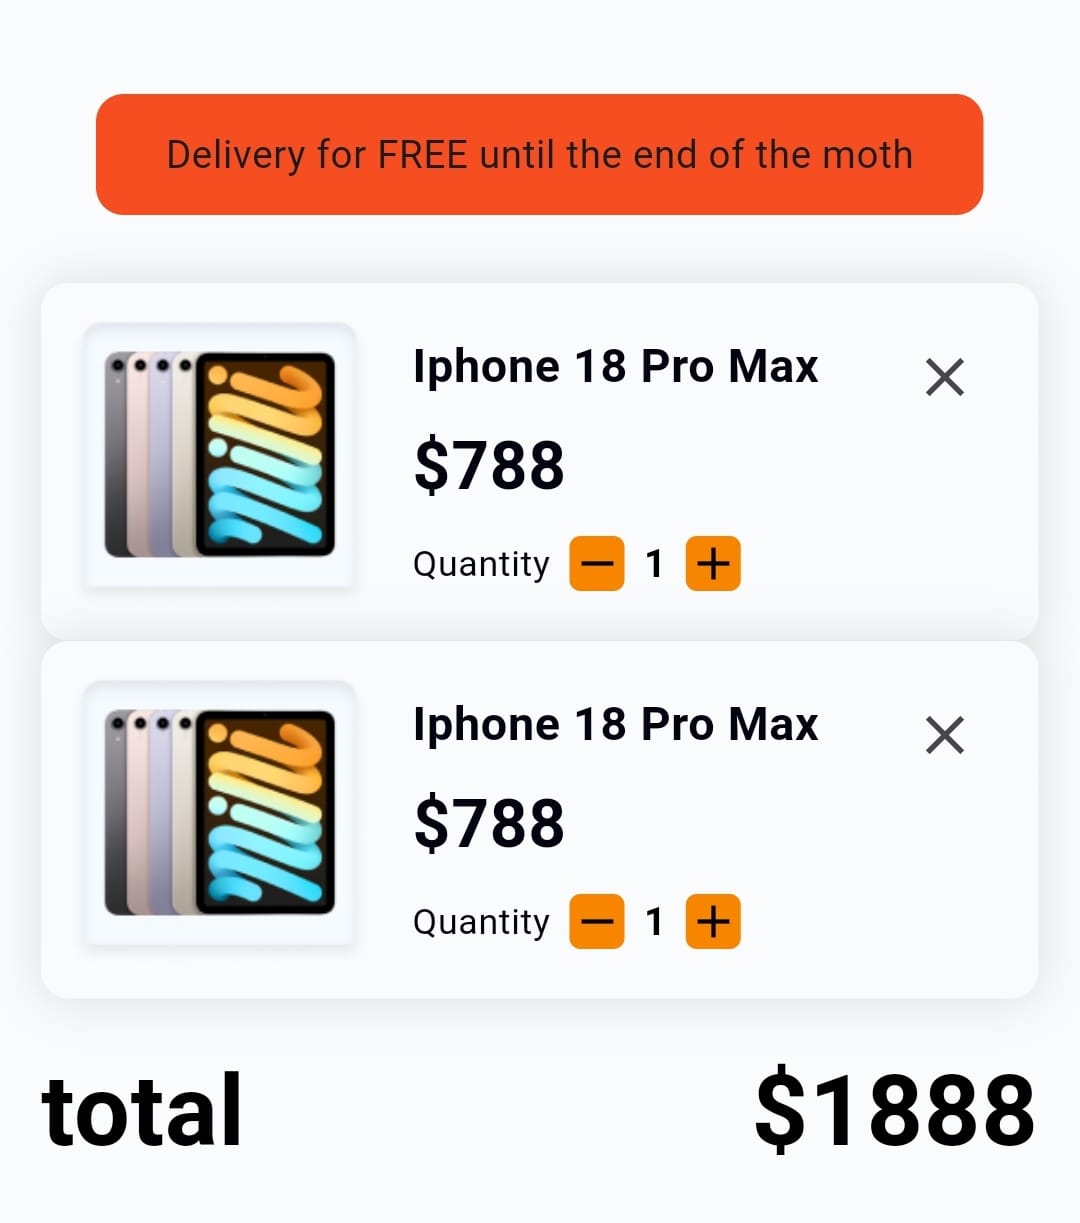 Delivery for FREE until the end of the moth
Iphone 18 Pro Max
$788
Quantity 1
Iphone 18 Pro Max
$788
Quantity 1
total $1888